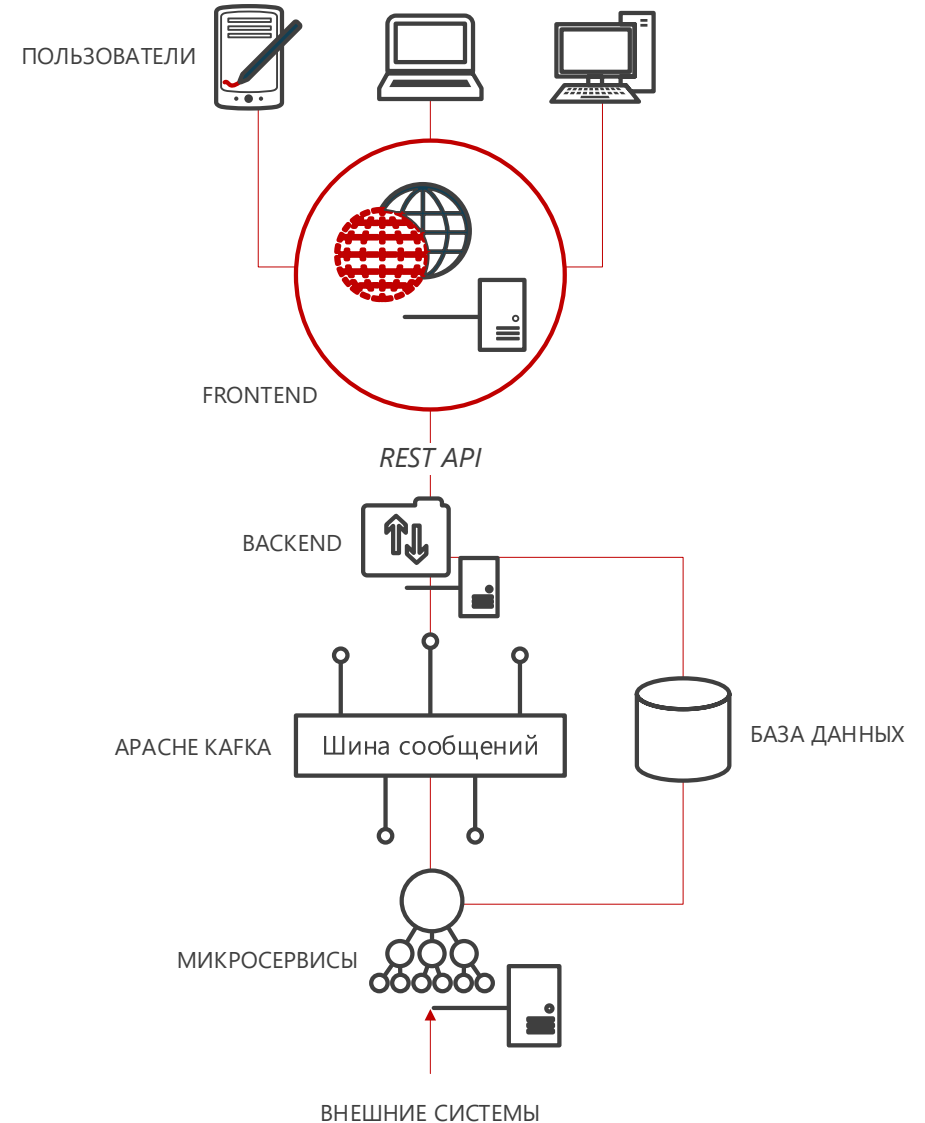 ПОЛЬЗОВАТЕЛИ
FRONTEND
REST API
BACKEND
APACHE KAFKA
Шина сообщений
БАЗА ДАННЫХ
МИКРОСЕРВИСЫ
ВНЕШНИЕ СИСТЕМЫ